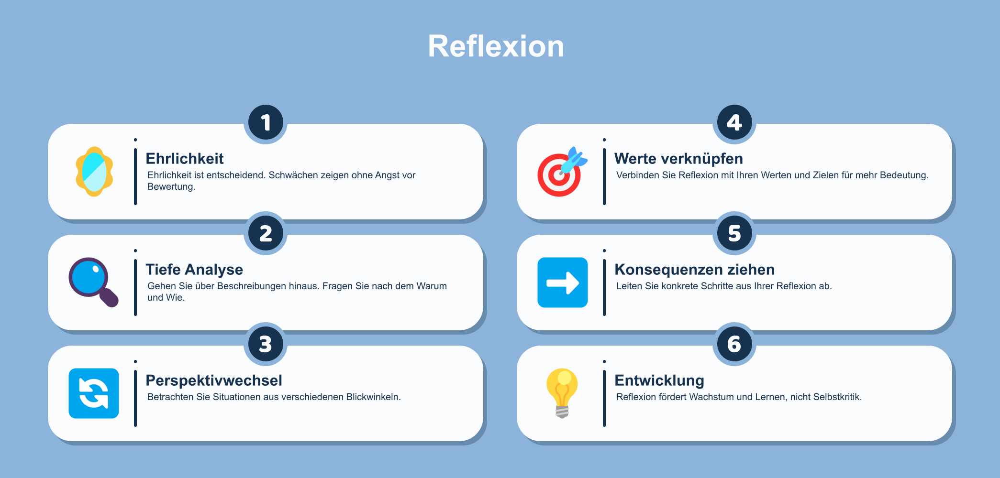 Reflexion
1
Ehrlichkeit
Ehrlichkeit ist entscheidend. Schwächen zeigen ohne Angst vor
Bewertung.
2
Tiefe Analyse
Gehen Sie über Beschreibungen hinaus. Fragen Sie nach dem Warum
und Wie.
3
Perspektivwechsel
Betrachten Sie Situationen aus verschiedenen Blickwinkeln.
4
Werte verknüpfen
Verbinden Sie Reflexion mit Ihren Werten und Zielen für mehr Bedeutung.
5
Konsequenzen ziehen
Leiten Sie konkrete Schritte aus Ihrer Reflexion ab.
6
Entwicklung
Reflexion fördert Wachstum und Lernen, nicht Selbstkritik.